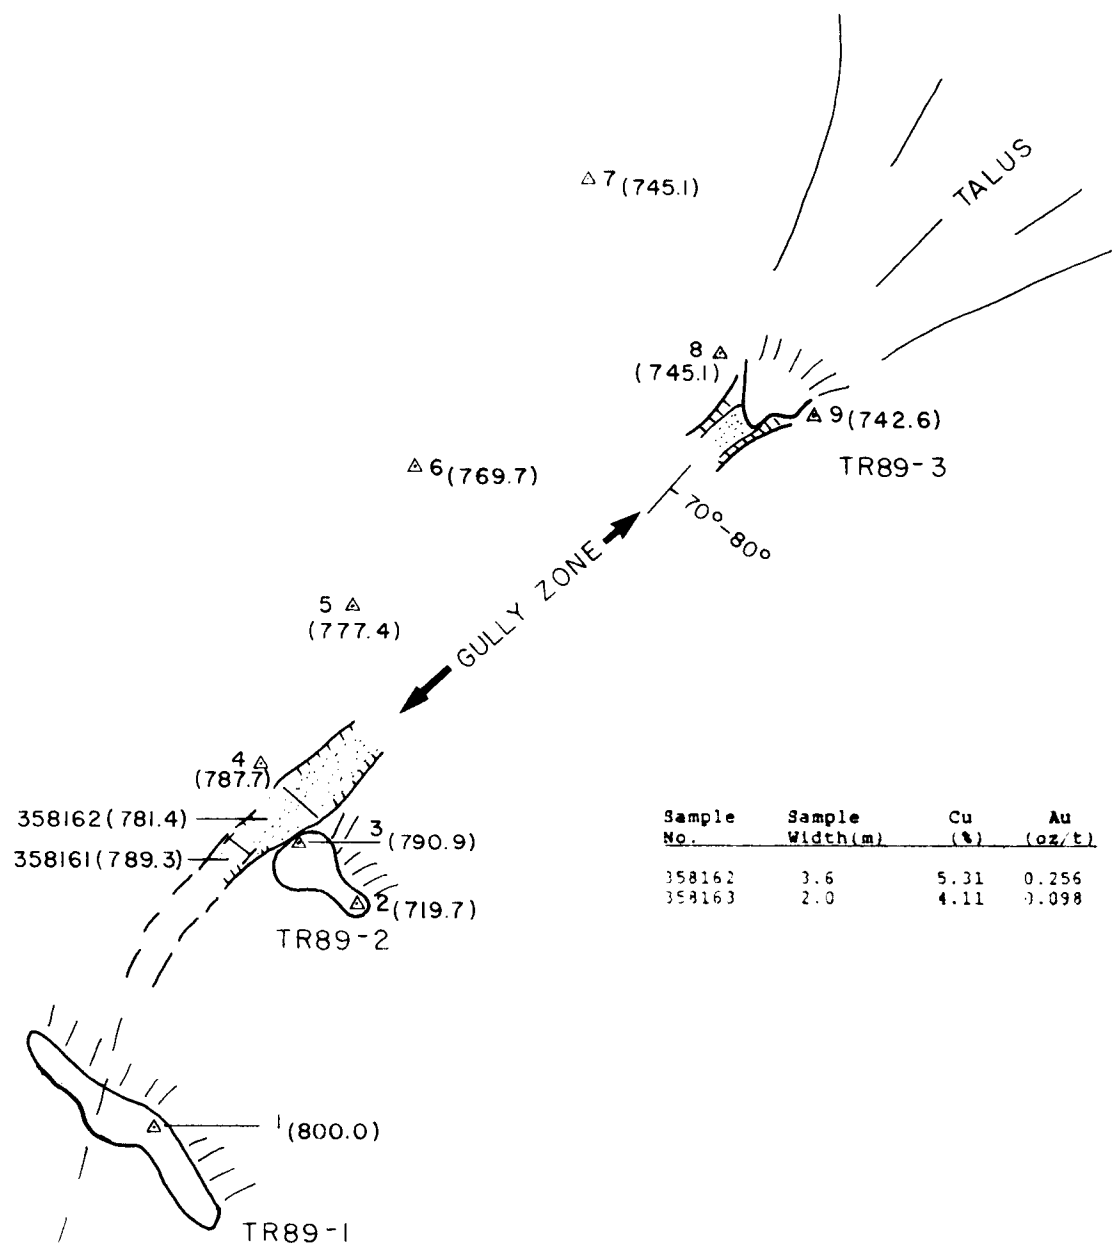 TALUS
7 (745.1)
8
(745.1)
9 (742.6)
TR89-3
6 (769.7)
70°-80°
GULLY ZONE
5
(777.4)
4
(787.7)
358162 (781.4)
3
(790.9)
358161 (789.3)
2 (719.7)
TR89-2
Sample Sample Cu Au
No. Width(m) (%) (oz/t)
358162 3.6 5.31 0.256
358163 2.0 4.11 0.098
1 (800.0)
TR89-1